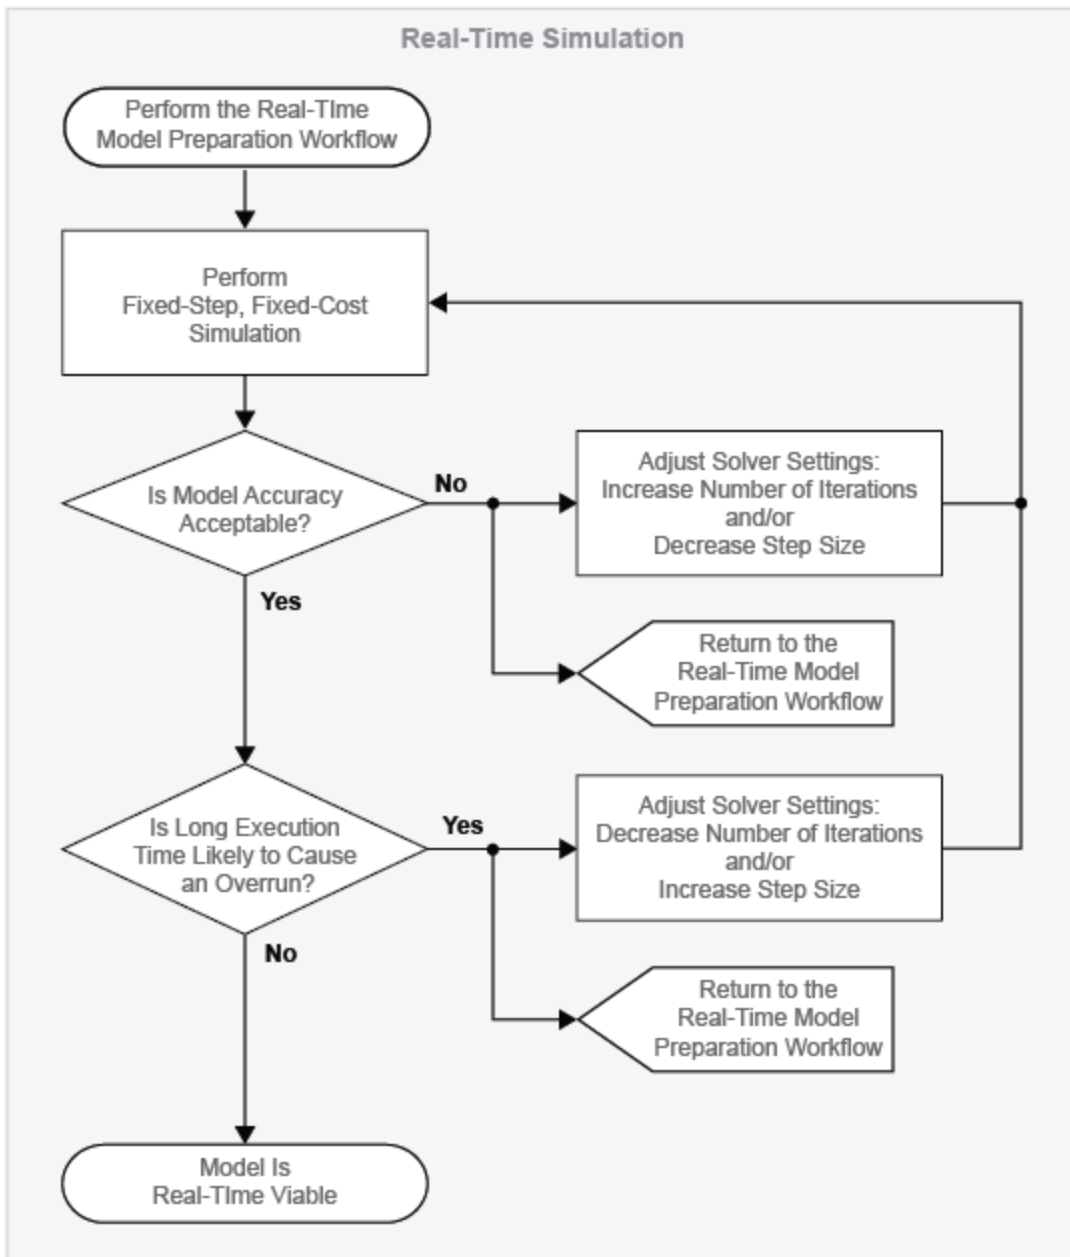 Real-Time Simulation
Perform the Real-TIme
Model Preparation Workflow
Perform
Fixed-Step, Fixed-Cost
Simulation
Is Model Accuracy
Acceptable?
No
Adjust Solver Settings:
Increase Number of Iterations
and/or
Decrease Step Size
Yes
Return to the
Real-Time Model
Preparation Workflow
Is Long Execution
Time Likely to Cause
an Overrun?
Yes
Adjust Solver Settings:
Decrease Number of Iterations
and/or
Increase Step Size
No
Return to the
Real-Time Model
Preparation Workflow
Model Is
Real-TIme Viable